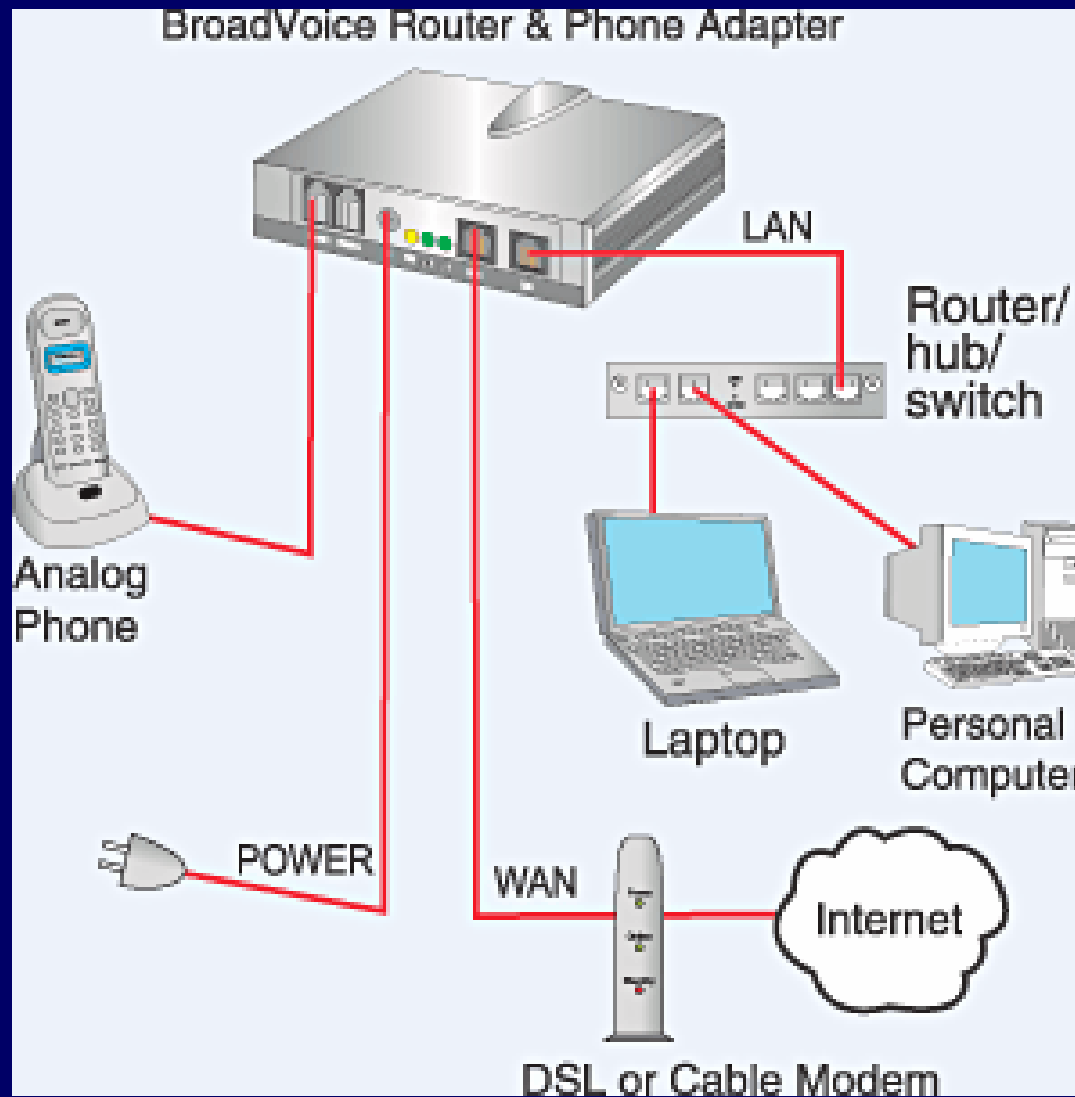 BroadVoice Router & Phone Adapter
LAN
Router/
hub/
switch
Analog
Phone
Laptop
Personal
Computer
POWER
WAN
Internet
DSL or Cable Modem